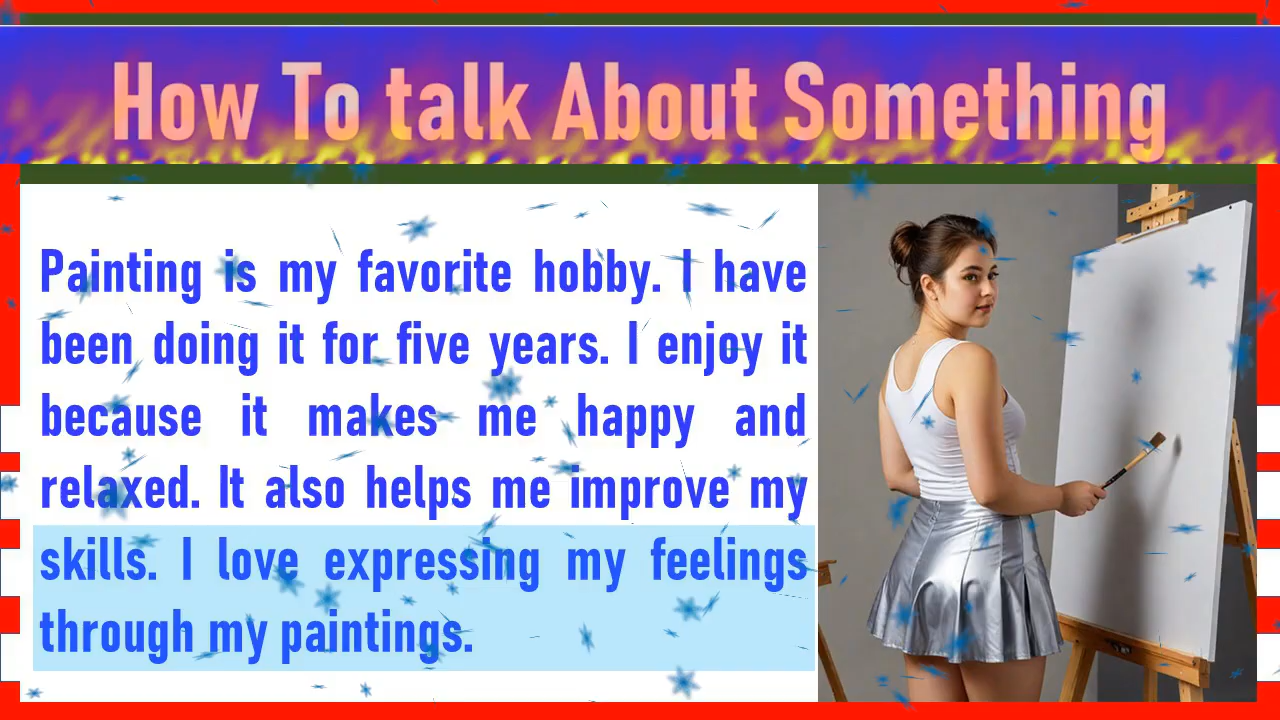 How To talk About Something
Painting is my favorite hobby. I have
been doing it for five years. I enjoy it
because it makes me happy and
relaxed. It also helps me improve my
skills. I love expressing my feelings
through my paintings.